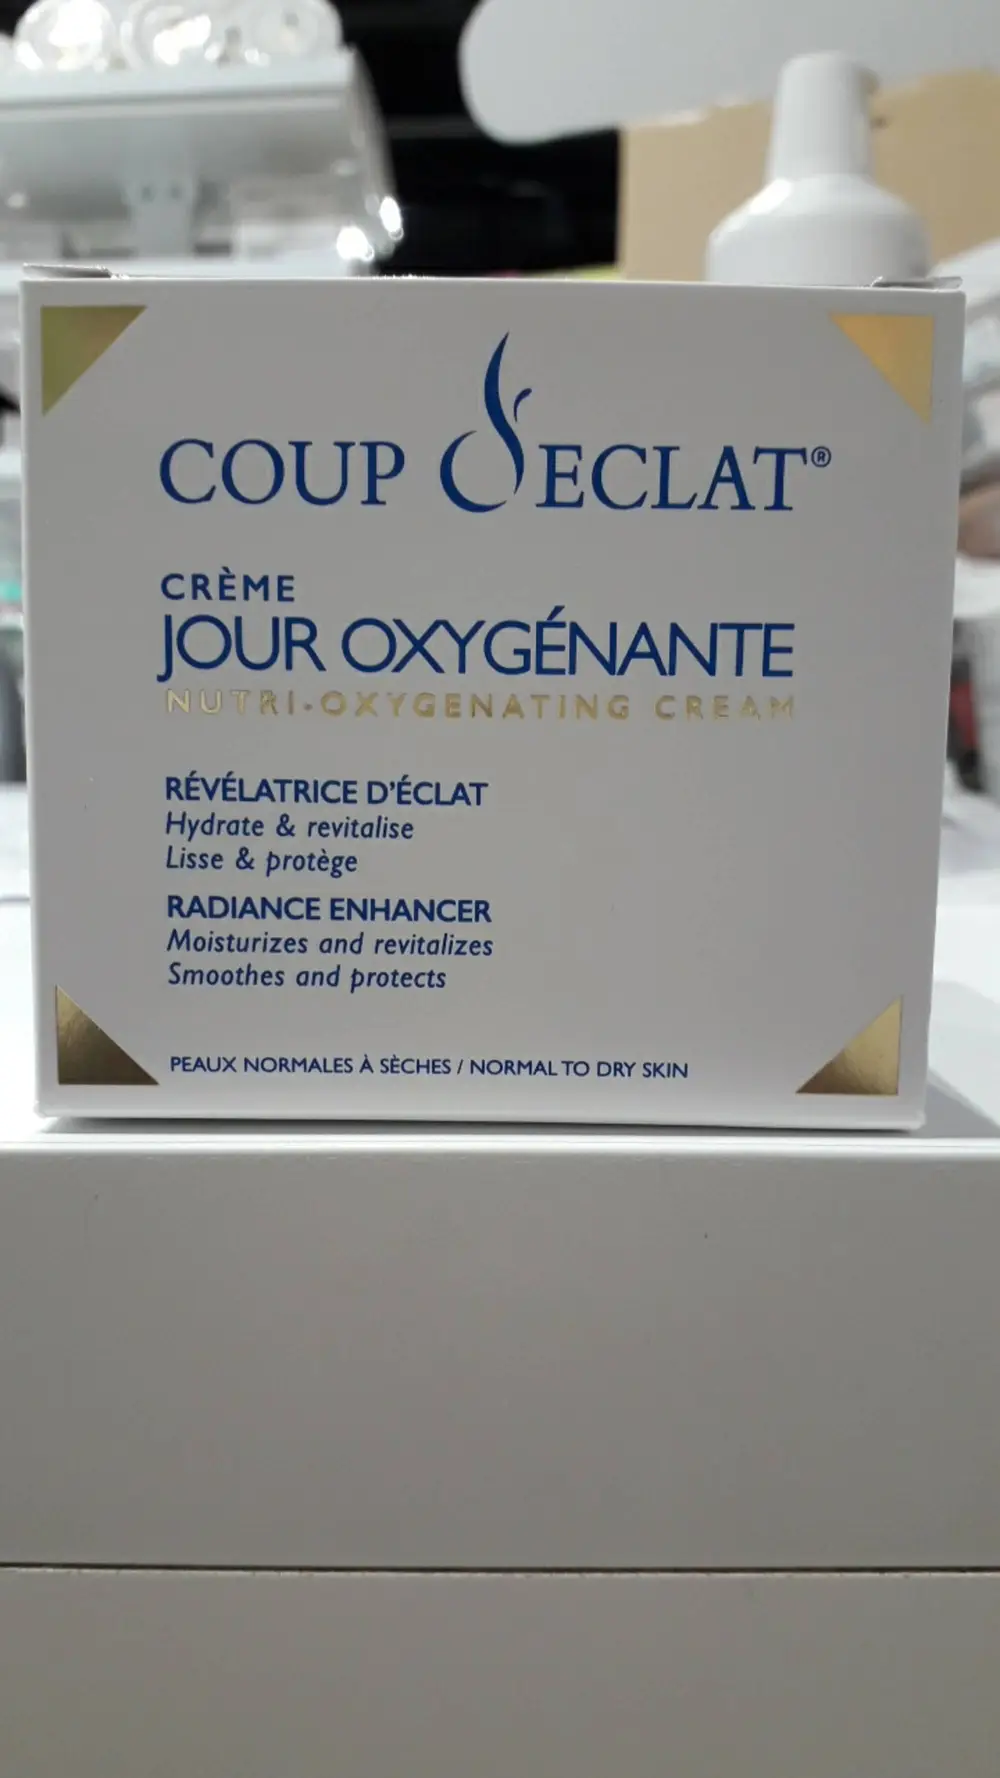 COUP d'ECLAT®
CRÈME
JOUR OXYGÉNANTE
NUTRI-OXYGENATING CREAM
RÉVÉLATRICE D'ÉCLAT
Hydrate & revitalise
Lisse & protège
RADIANCE ENHANCER
Moisturizes and revitalizes
Smoothes and protects
PEAUX NORMALES À SÈCHES / NORMAL TO DRY SKIN